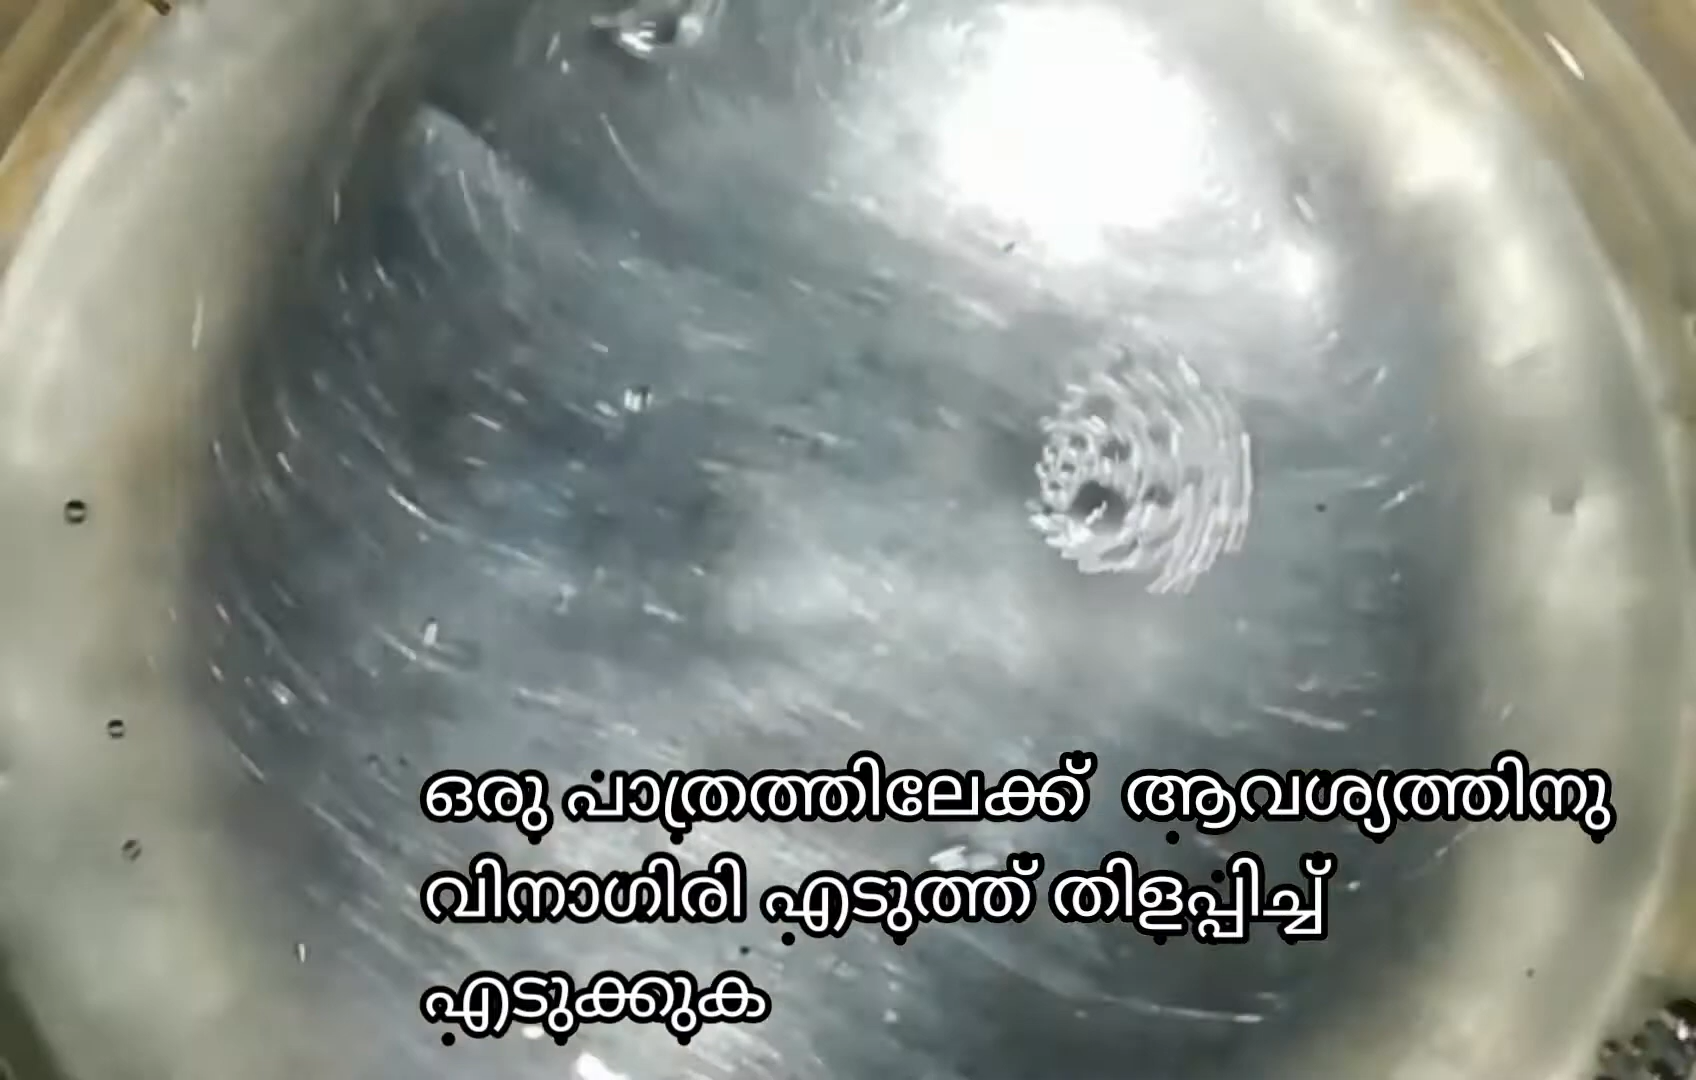 ഒരു പാത്രത്തിലേക്ക് ആവശ്യത്തിനു
വിനാഗിരി എടുത്ത് തിളപ്പിച്ച്
എടുക്കുക